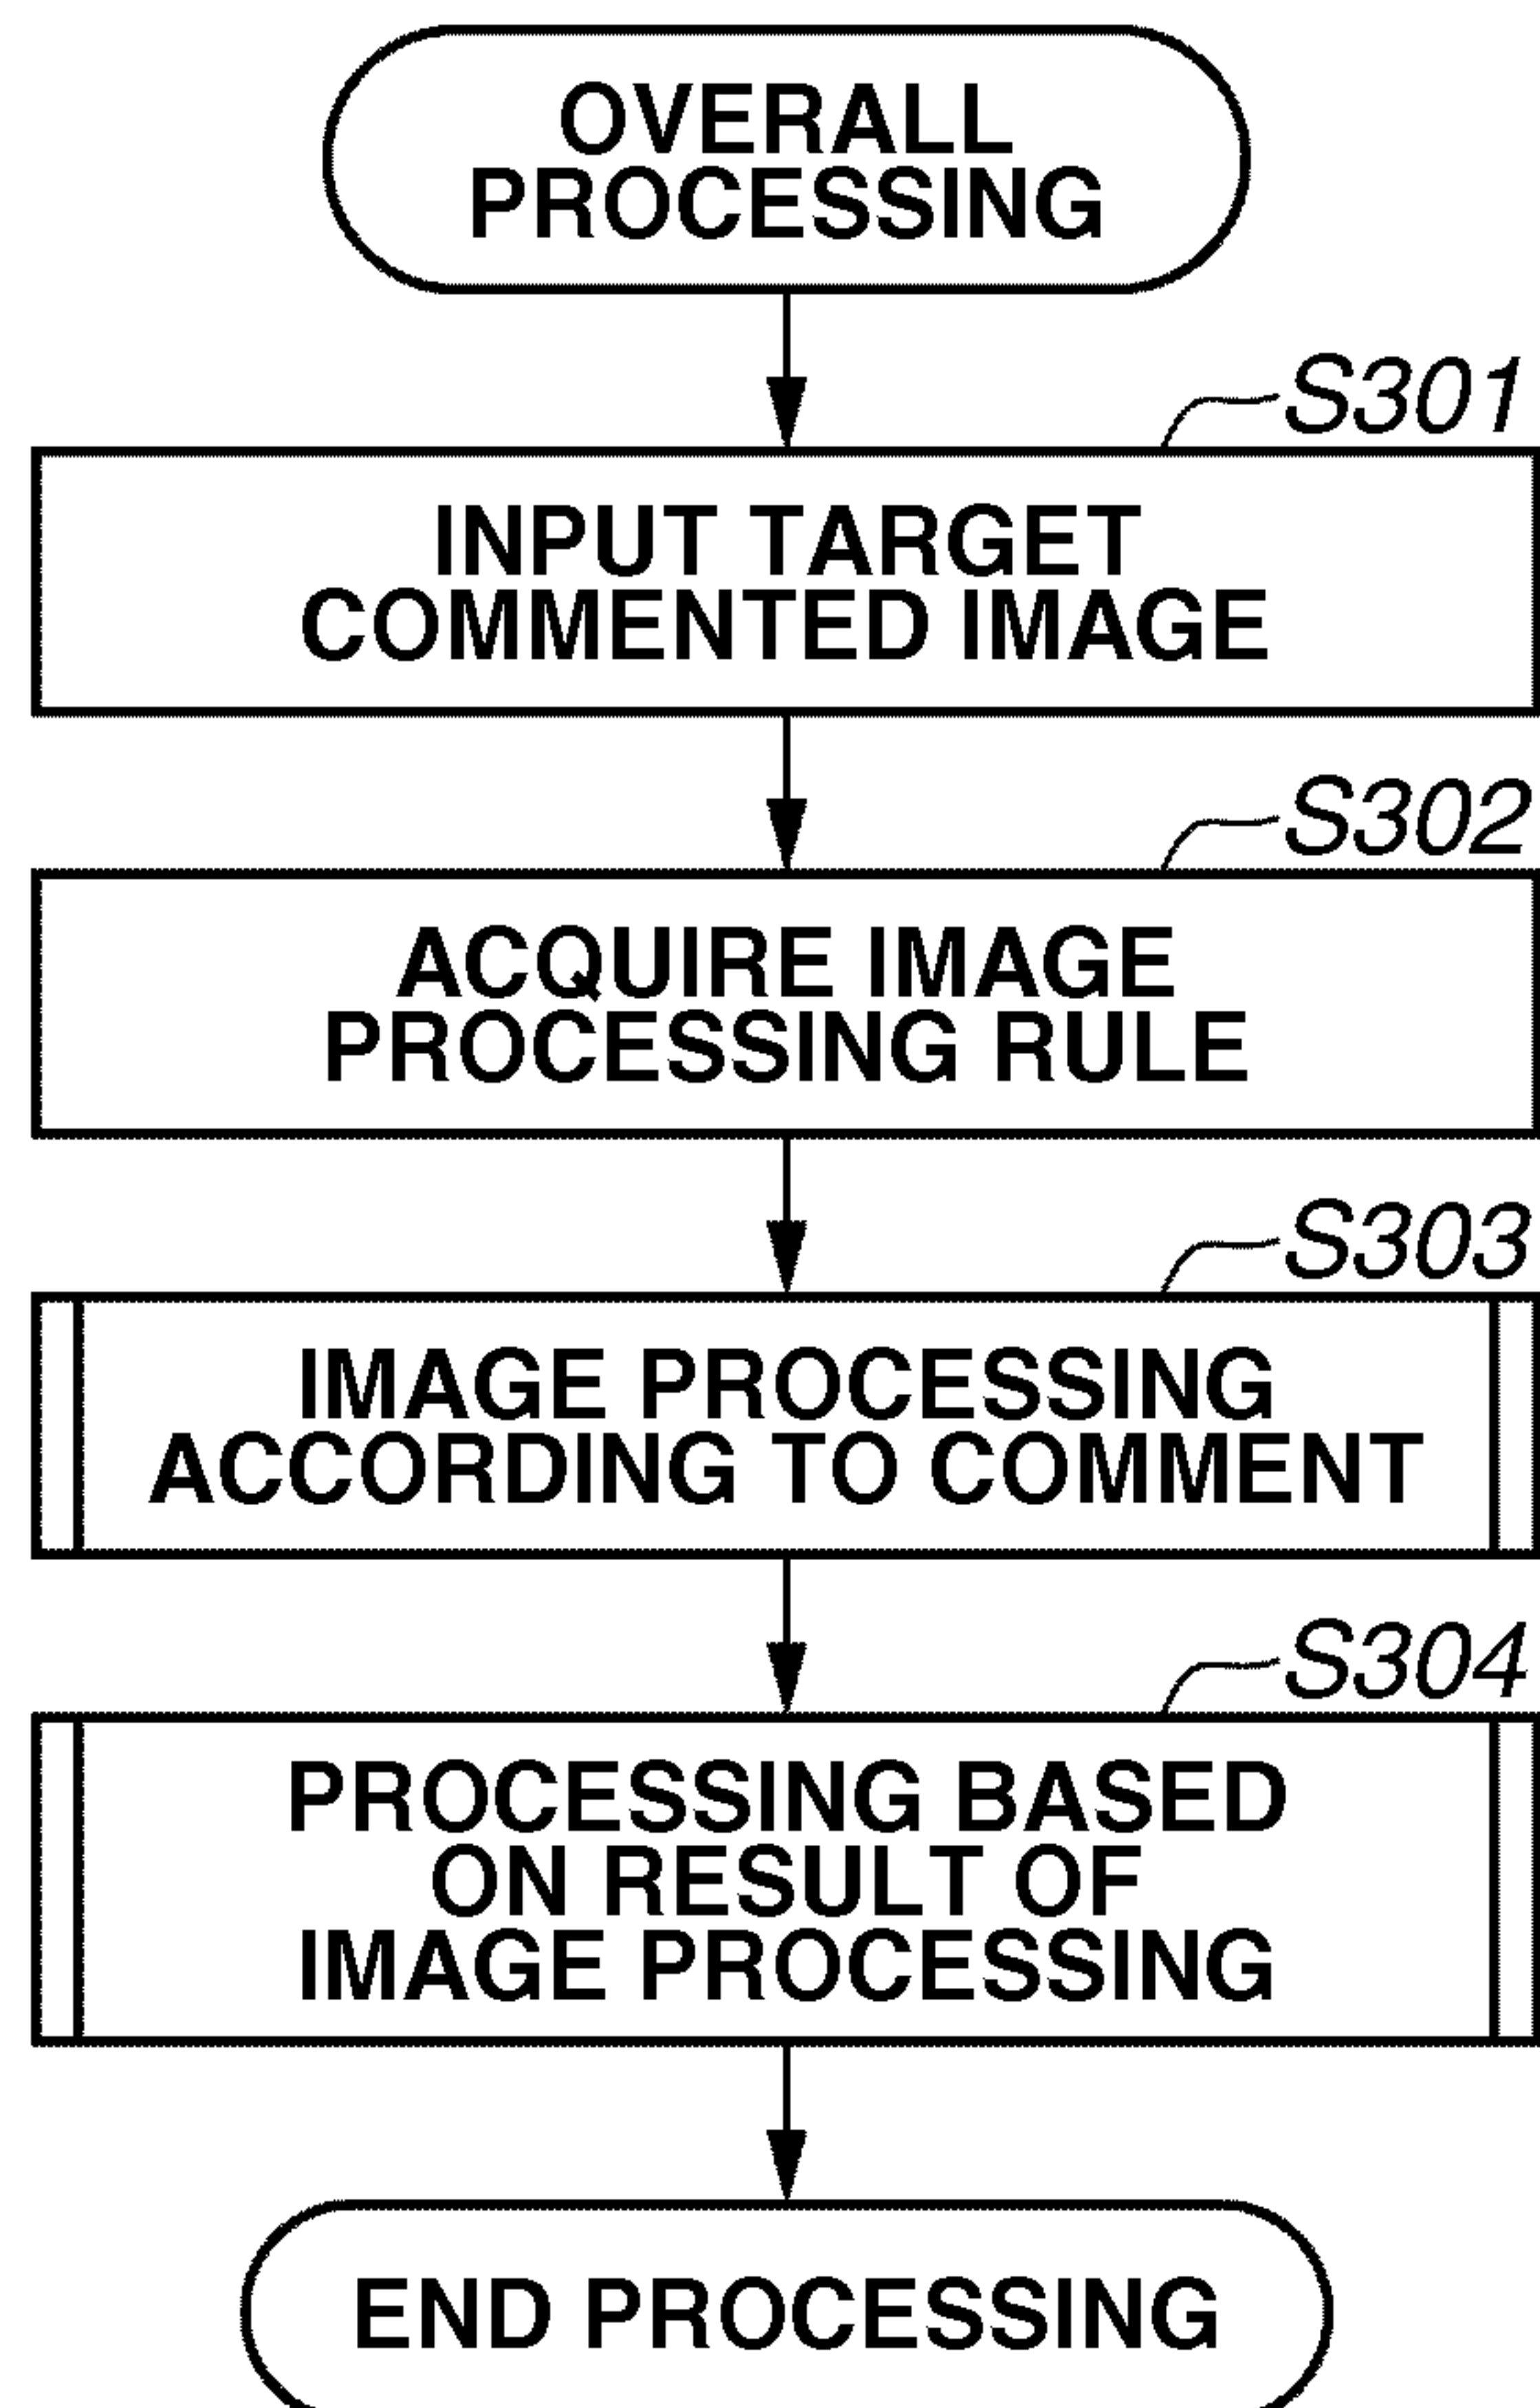 OVERALL
PROCESSING
S301
INPUT TARGET
COMMENTED IMAGE
S302
ACQUIRE IMAGE
PROCESSING RULE
S303
IMAGE PROCESSING
ACCORDING TO COMMENT
S304
PROCESSING BASED
ON RESULT OF
IMAGE PROCESSING
END PROCESSING